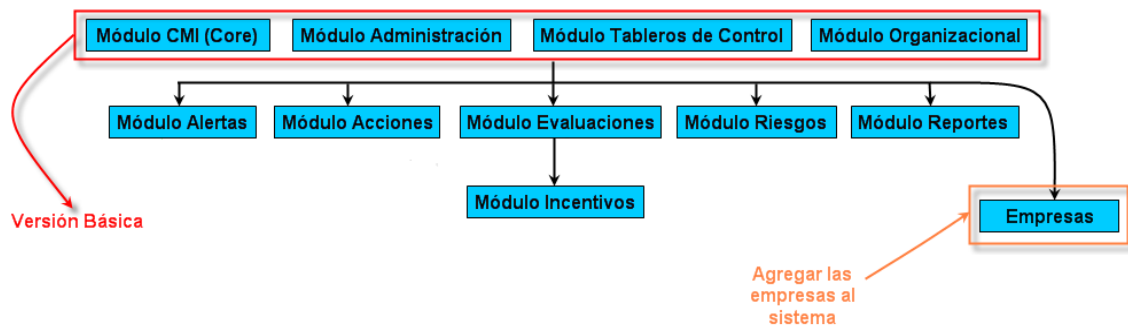 Módulo CMI (Core)
Módulo Administración
Módulo Tableros de Control
Módulo Organizacional
Módulo Alertas
Módulo Acciones
Módulo Evaluaciones
Módulo Riesgos
Módulo Reportes
Módulo Incentivos
Empresas
Versión Básica
Agregar las
empresas al
sistema